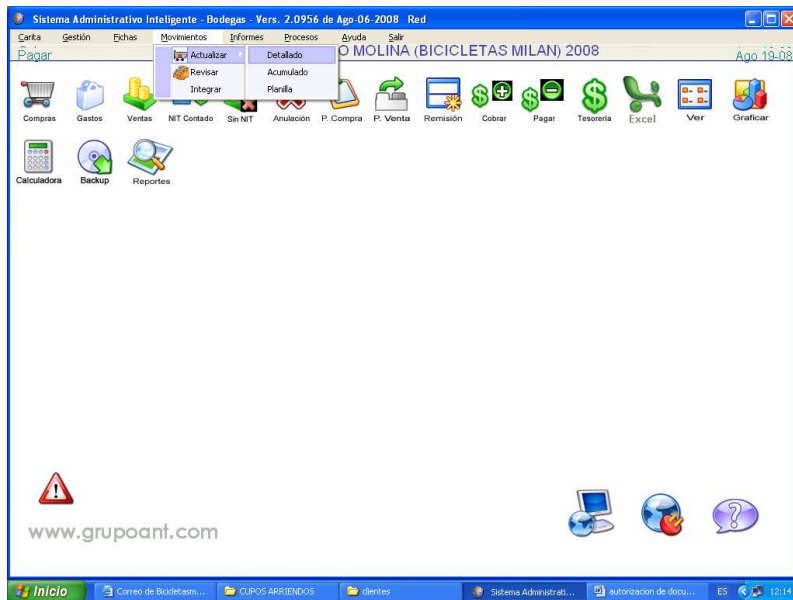 Sistema Administrativo Inteligente - Bodegas - Vers. 2.0956 de Ago-06-2008 Red
Carita Gestión Fichas Movimientos Informes Procesos Ayuda Salir
Pagar O MOLINA (BICICLETAS MILAN) 2008 Ago 19-08
Actualizar Detallado
Revisar Acumulado
Integrar Planilla
Compras Gastos Ventas NIT Contado Sin NIT Anulación P. Compra P. Venta Remisión Cobrar Pagar Tesorería Excel Ver Graficar
Calculadora Backup Reportes
www.grupoant.com
Inicio Correo de Bicicletasm... CUPOS ARRIENDOS clientes Sistema Administrati... autorizacion de docu... ES 12:14